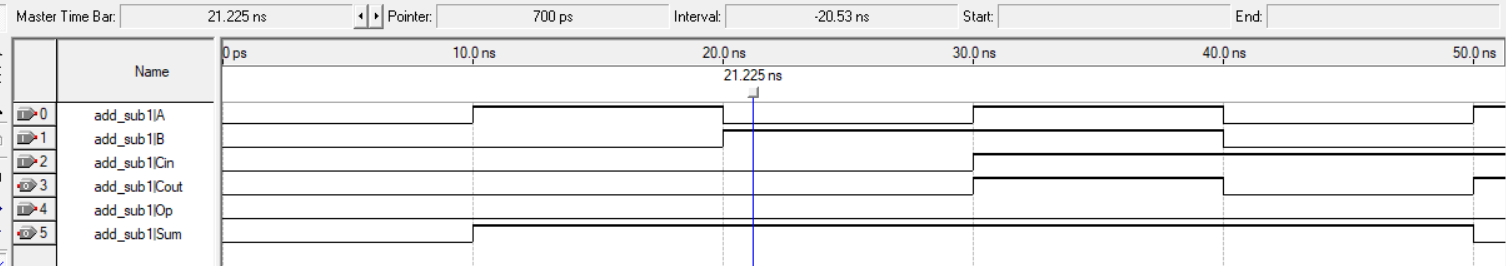 Master Time Bar: 21.225 ns Pointer: 700 ps Interval: -20.53 ns Start: End:
Name
0 ps 10.0 ns 20.0 ns 30.0 ns 40.0 ns 50.0 ns
21.225 ns
0 add_sub1|A
1 add_sub1|B
2 add_sub1|Cin
3 add_sub1|Cout
4 add_sub1|Op
5 add_sub1|Sum